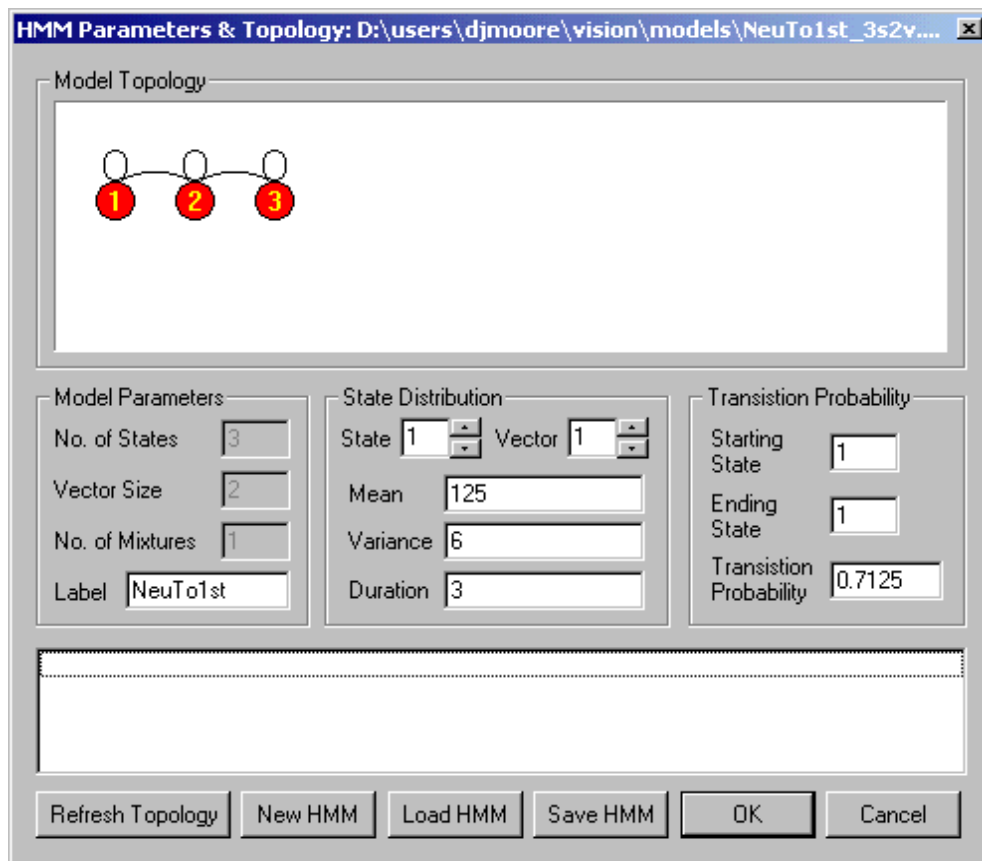 HMM Parameters & Topology: D:\users\djmoore\vision\models\NeuTo1st_3s2v....
Model Topology
1 2 3
Model Parameters
No. of States 3
Vector Size 2
No. of Mixtures 1
Label NeuTo1st
State Distribution
State 1 Vector 1
Mean 125
Variance 6
Duration 3
Transistion Probability
Starting
State 1
Ending
State 1
Transistion
Probability 0.7125
Refresh Topology New HMM Load HMM Save HMM OK Cancel